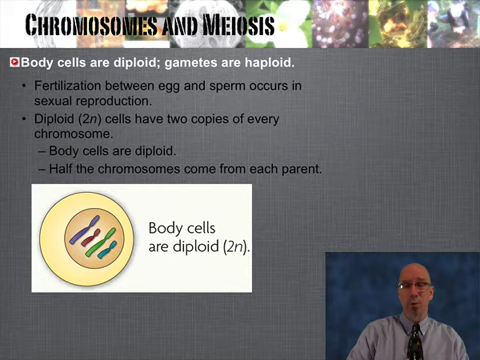 Chromosomes and Meiosis
Body cells are diploid; gametes are haploid.
• Fertilization between egg and sperm occurs in
sexual reproduction.
• Diploid (2n) cells have two copies of every
chromosome.
– Body cells are diploid.
– Half the chromosomes come from each parent.
Body cells
are diploid (2n).